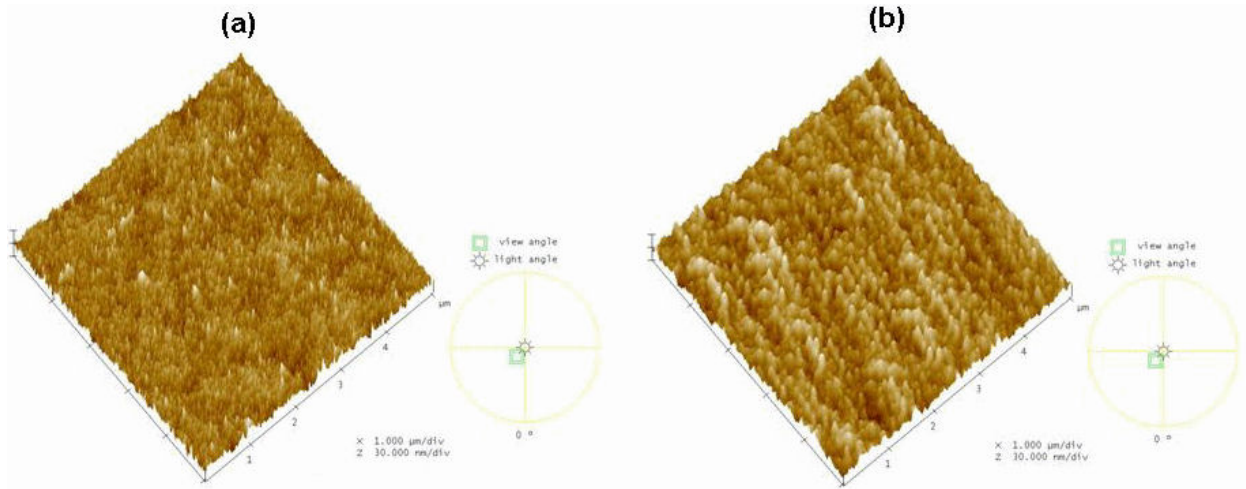 (a)
(b)
view angle
light angle
µm
4
3
2
1
X 1.000 µm/div
Z 30.000 nm/div
0 º
view angle
light angle
µm
4
3
2
1
X 1.000 µm/div
Z 30.000 nm/div
0 º